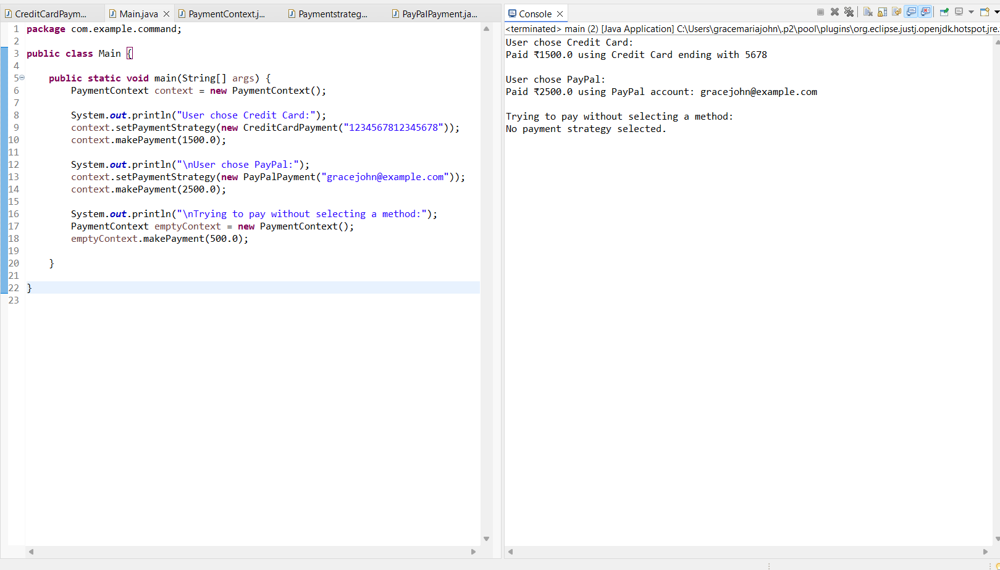 CreditCardPaym...
Main.java
PaymentContext.j...
Paymentstrateg...
PayPalPayment.ja...
1 package com.example.command;
2
3 public class Main {
4
5 public static void main(String[] args) {
6 PaymentContext context = new PaymentContext();
7
8 System.out.println("User chose Credit Card:");
9 context.setPaymentStrategy(new CreditCardPayment("1234567812345678"));
10 context.makePayment(1500.0);
11
12 System.out.println("\nUser chose PayPal:");
13 context.setPaymentStrategy(new PayPalPayment("gracejohn@example.com"));
14 context.makePayment(2500.0);
15
16 System.out.println("\nTrying to pay without selecting a method:");
17 PaymentContext emptyContext = new PaymentContext();
18 emptyContext.makePayment(500.0);
19
20 }
21
22 }
23
Console
<terminated> main (2) [Java Application] C:\Users\gracemariajohn\.p2\pool\plugins\org.eclipse.justj.openjdk.hotspot.jre.
User chose Credit Card:
Paid ₹1500.0 using Credit Card ending with 5678
User chose PayPal:
Paid ₹2500.0 using PayPal account: gracejohn@example.com
Trying to pay without selecting a method:
No payment strategy selected.